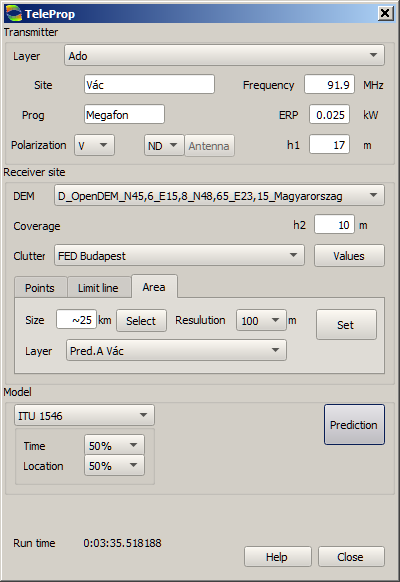 TeleProp
Transmitter
Layer Ado
Site Vác Frequency 91.9 MHz
Prog Megafon ERP 0.025 kW
Polarization V ND Antenna h1 17 m
Receiver site
DEM D_OpenDEM_N45,6_E15,8_N48,65_E23,15_Magyarorszag
Coverage h2 10 m
Clutter FED Budapest Values
Points Limit line Area
Size ~25 km Select Resulution 100 m Set
Layer Pred.A Vác
Model
ITU 1546 Prediction
Time 50%
Location 50%
Run time 0:03:35.518188
Help Close